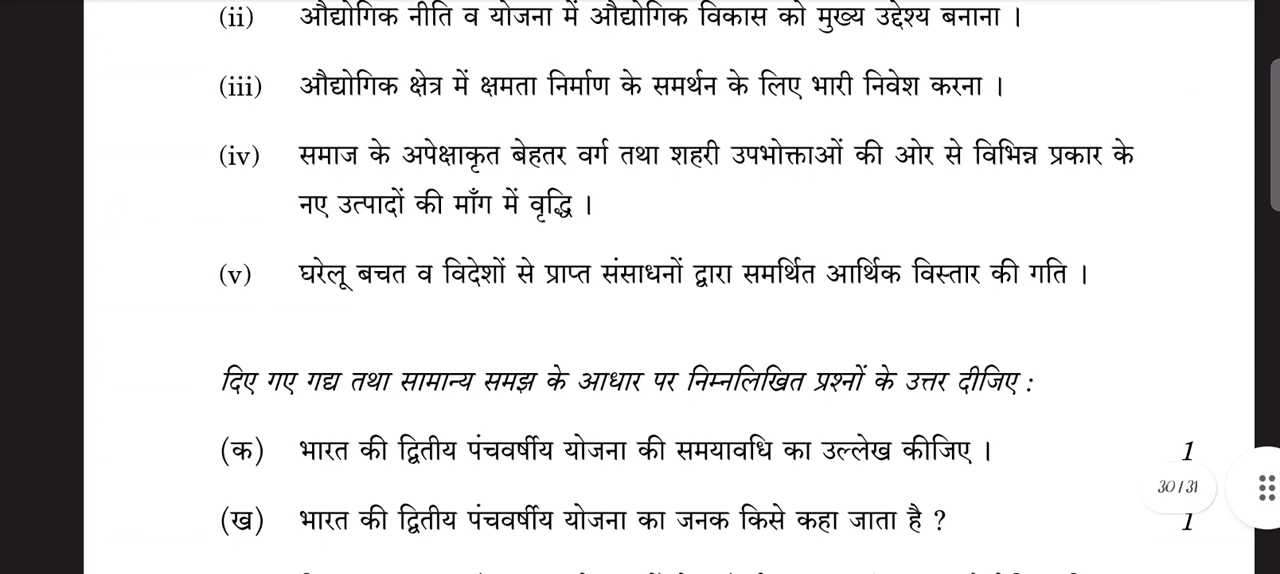 (ii) औद्योगिक नीति व योजना में औद्योगिक विकास को मुख्य उद्देश्य बनाना ।
(iii) औद्योगिक क्षेत्र में क्षमता निर्माण के समर्थन के लिए भारी निवेश करना ।
(iv) समाज के अपेक्षाकृत बेहतर वर्ग तथा शहरी उपभोक्ताओं की ओर से विभिन्न प्रकार के
नए उत्पादों की माँग में वृद्धि ।
(v) घरेलू बचत व विदेशों से प्राप्त संसाधनों द्वारा समर्थित आर्थिक विस्तार की गति ।
दिए गए गद्य तथा सामान्य समझ के आधार पर निम्नलिखित प्रश्नों के उत्तर दीजिए :
(क) भारत की द्वितीय पंचवर्षीय योजना की समयावधि का उल्लेख कीजिए । 1
30 / 31
(ख) भारत की द्वितीय पंचवर्षीय योजना का जनक किसे कहा जाता है ? 1